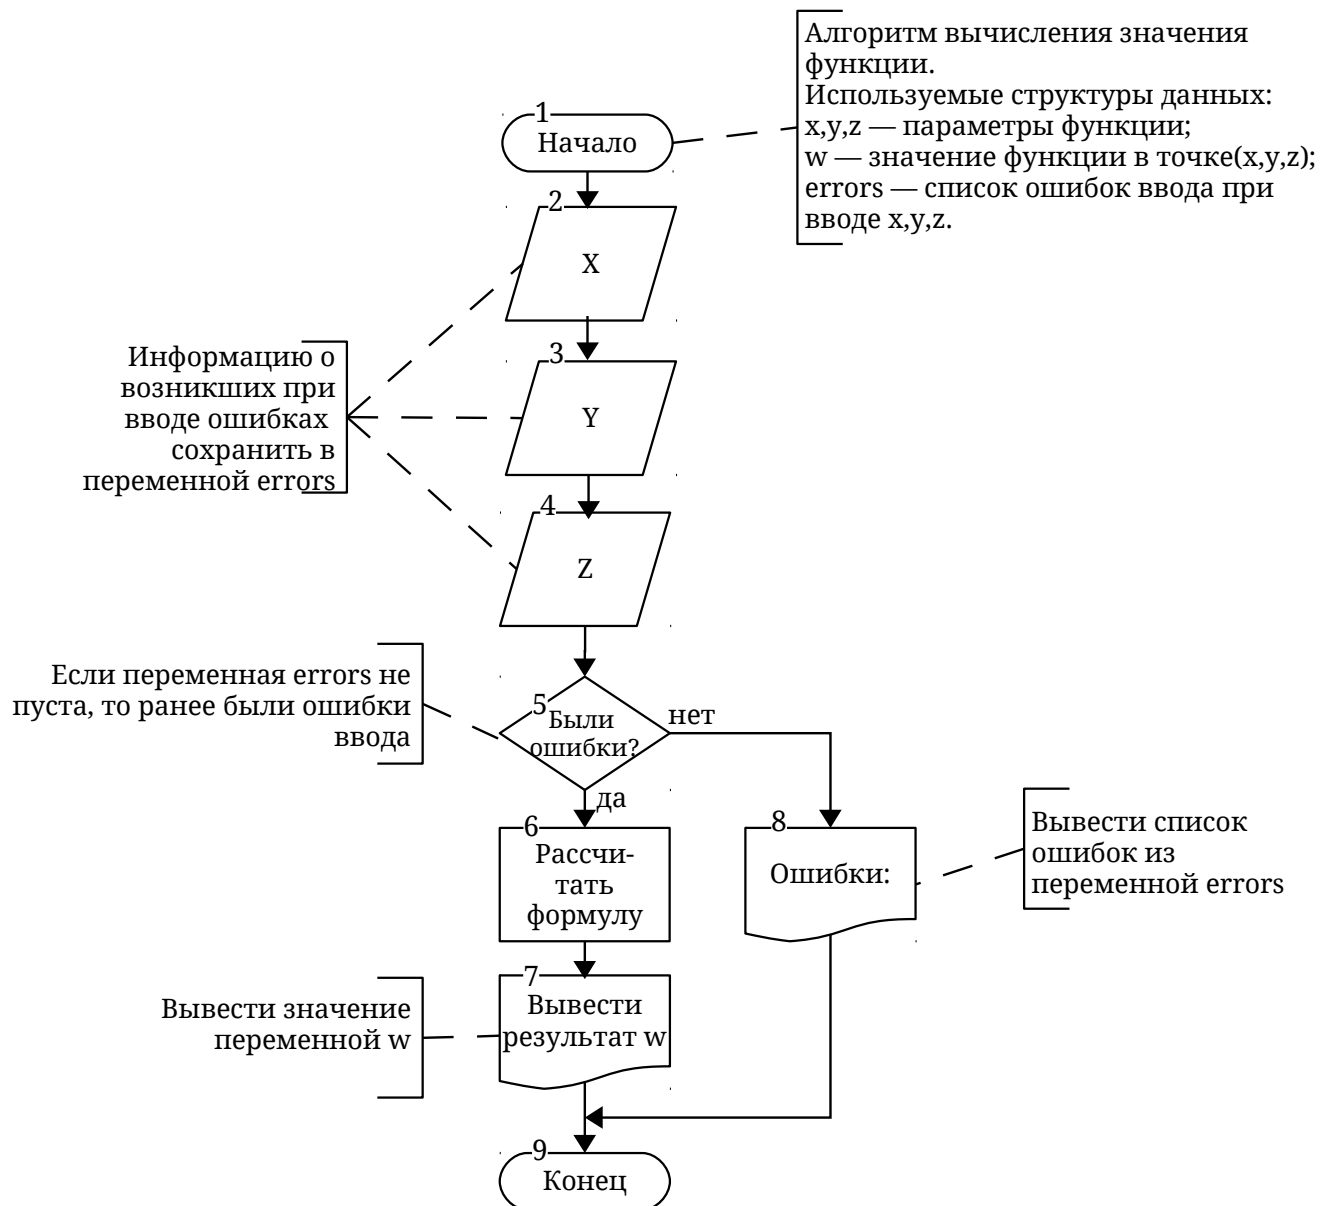 Алгоритм вычисления значения
функции.
Используемые структуры данных:
x,y,z — параметры функции;
w — значение функции в точке(x,y,z);
errors — список ошибок ввода при
вводе x,y,z.
1
Начало
2
X
Информацию о
возникших при
вводе ошибках
сохранить в
переменной errors
3
Y
4
Z
Если переменная errors не
пуста, то ранее были ошибки
ввода
5
Были
ошибки?
нет
да
6
Рассчи-
тать
формулу
8
Ошибки:
Вывести список
ошибок из
переменной errors
7
Вывести
результат w
Вывести значение
переменной w
9
Конец